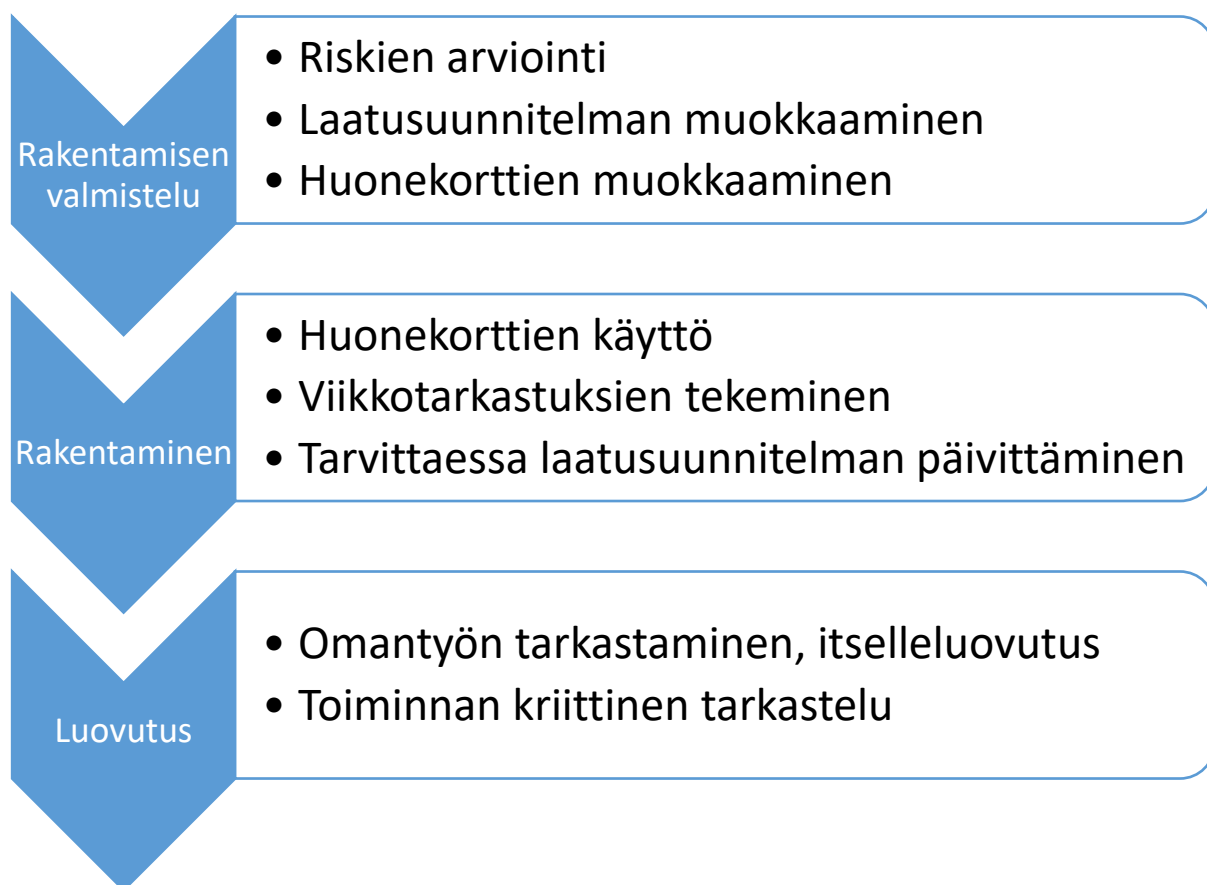 Rakentamisen
valmistelu
• Riskien arviointi
• Laatusuunnitelman muokkaaminen
• Huonekorttien muokkaaminen
Rakentaminen
• Huonekorttien käyttö
• Viikkotarkastuksien tekeminen
• Tarvittaessa laatusuunnitelman päivittäminen
Luovutus
• Omantyön tarkastaminen, itselleluovutus
• Toiminnan kriittinen tarkastelu